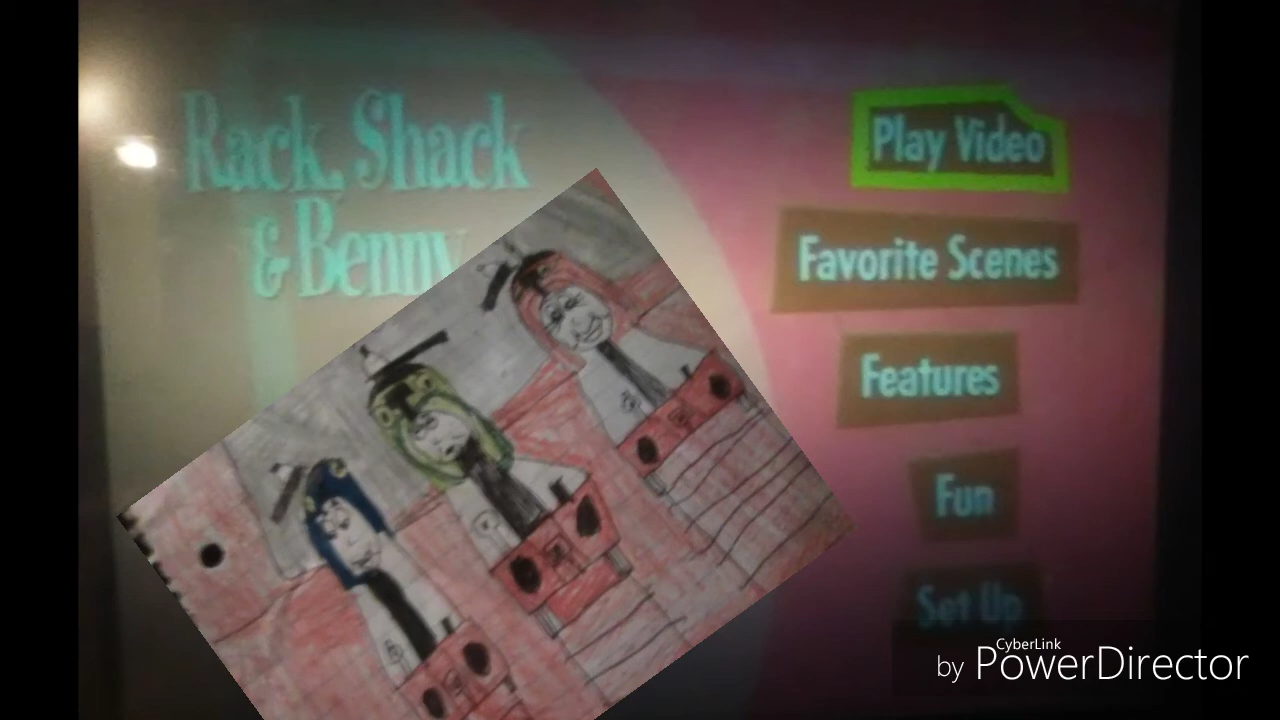 Rack, Shack
& Benny
Play Video
Favorite Scenes
Features
Fun
Set Up
CyberLink
by PowerDirector